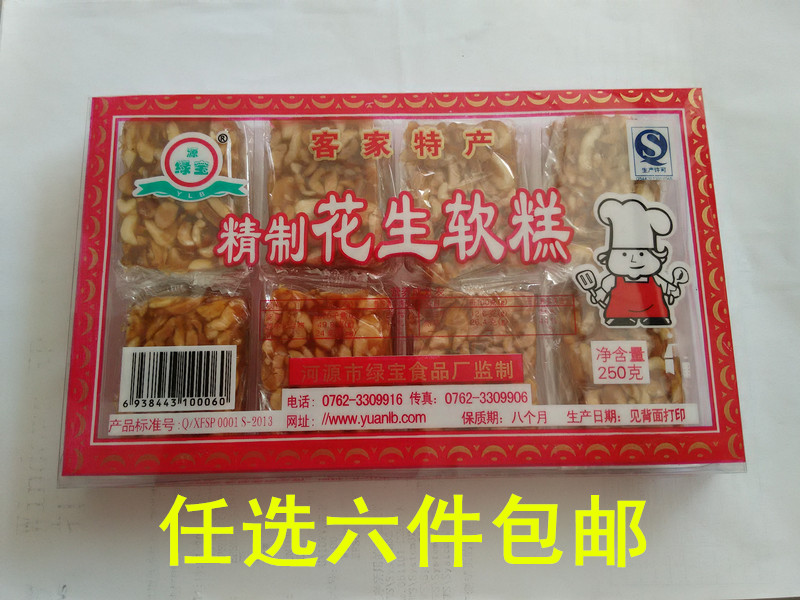 源
绿宝
YLB
®
客家特产
生产许可
精制花生软糕
净含量
250克
河源市绿宝食品厂监制
6 938443 100060
电话：0762-3309916 传真：0762-3309906
网址：//www.yuanlb.com 保质期：八个月 生产日期：见背面打印
产品标准号：Q/XFSP 0001 S-2013
任选六件包邮